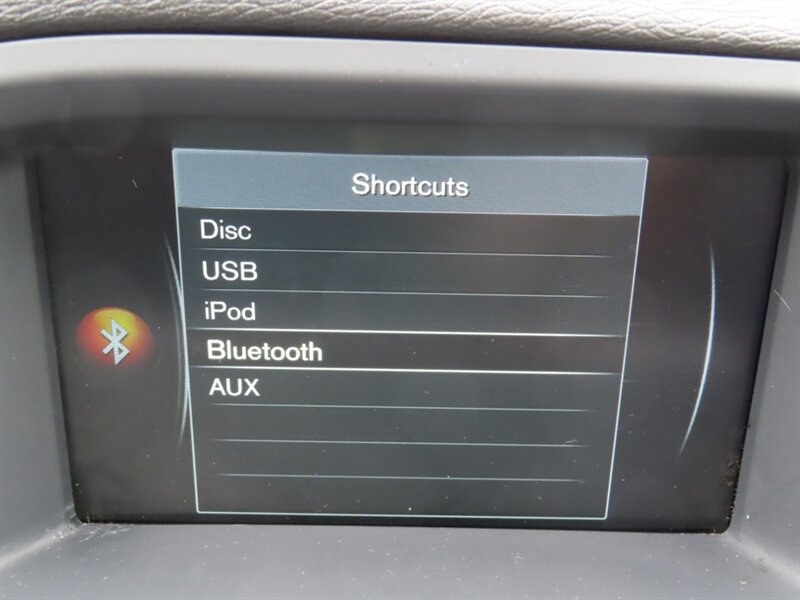 Shortcuts
Disc
USB
iPod
Bluetooth
AUX